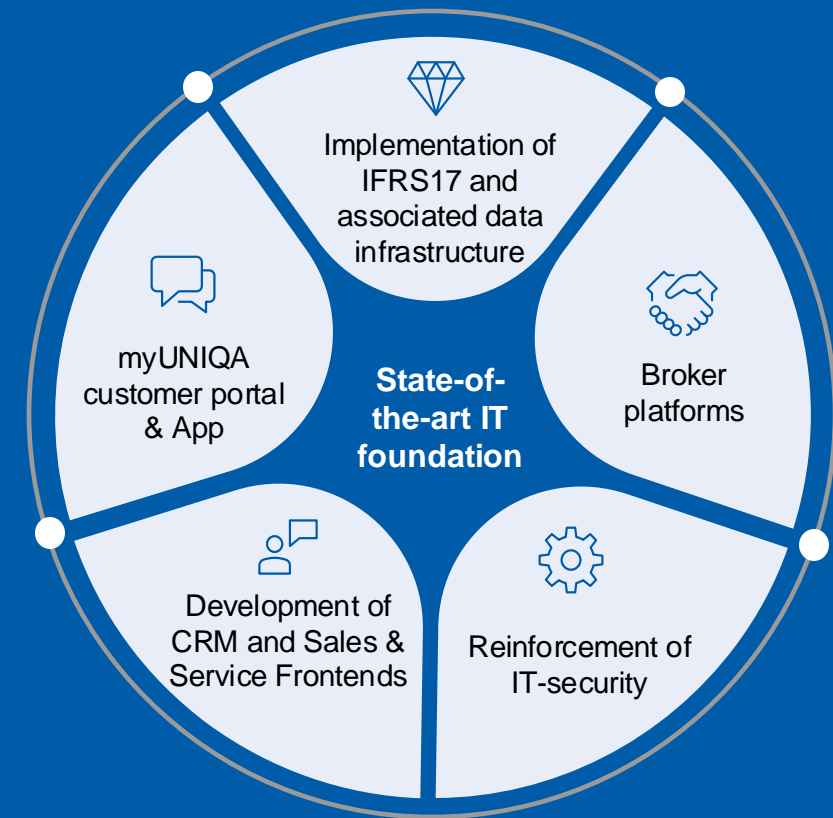 Implementation of
IFRS17 and
associated data
infrastructure
myUNIQA
customer portal
& App
State-of-
the-art IT
foundation
Broker
platforms
Development of
CRM and Sales &
Service Frontends
Reinforcement of
IT-security